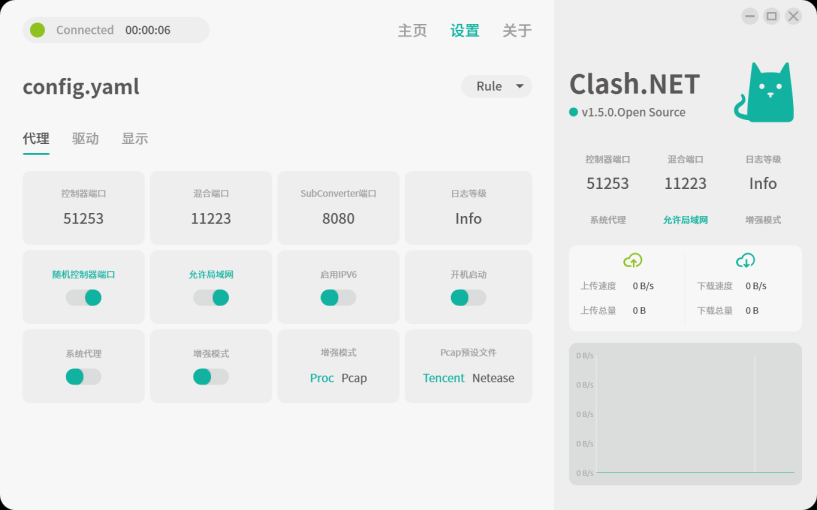 Connected 00:00:06
主页 设置 关于
config.yaml
Rule
代理 驱动 显示
控制器端口 混合端口 SubConverter端口 日志等级
51253 11223 8080 Info
随机控制器端口 允许局域网 启用IPV6 开机启动
系统代理 增强模式 增强模式 Pcap预设文件
Proc Pcap Tencent Netease
Clash.NET
v1.5.0.Open Source
控制器端口 混合端口 日志等级
51253 11223 Info
系统代理 允许局域网 增强模式
上传速度 0 B/s 下载速度 0 B/s
上传总量 0 B 下载总量 0 B
0 B/s
0 B/s
0 B/s
0 B/s
0 B/s